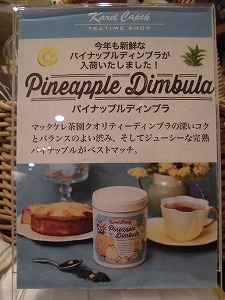 Karel Čapek
TEATIME SHOP
今年も新鮮な
パイナップルディンブラが
入荷いたしました！
Pineapple Dimbula
パイナップルディンブラ
マッタケレ茶園クオリティーディンブラの深いコク
とバランスのよい渋み、そしてジューシーな完熟
パイナップルがベストマッチ。
Karel Čapek
Pineapple
Dimbula